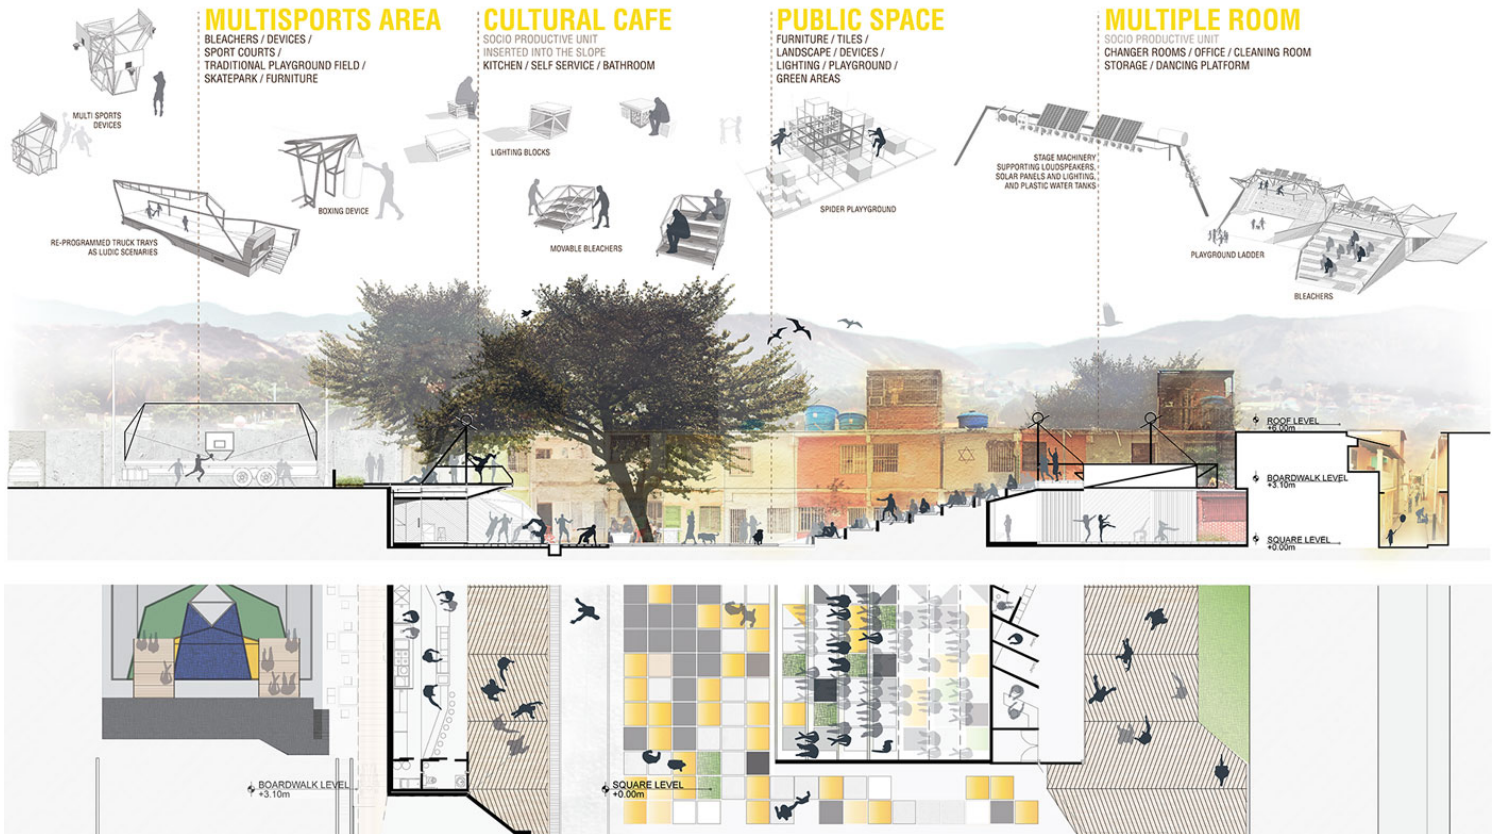 MULTISPORTS AREA
BLEACHERS / DEVICES /
SPORT COURTS /
TRADITIONAL PLAYGROUND FIELD /
SKATEPARK / FURNITURE
CULTURAL CAFE
SOCIO PRODUCTIVE UNIT
INSERTED INTO THE SLOPE
KITCHEN / SELF SERVICE / BATHROOM
PUBLIC SPACE
FURNITURE / TILES /
LANDSCAPE / DEVICES /
LIGHTING / PLAYGROUND /
GREEN AREAS
MULTIPLE ROOM
SOCIO PRODUCTIVE UNIT
CHANGER ROOMS / OFFICE / CLEANING ROOM
STORAGE / DANCING PLATFORM
MULTI SPORTS
DEVICES
RE-PROGRAMMED TRUCK TRAYS
AS LUDIC SCENARIES
BOXING DEVICE
LIGHTING BLOCKS
MOVABLE BLEACHERS
SPIDER PLAYYGROUND
STAGE MACHINERY
SUPPORTING LOUDSPEAKERS,
SOLAR PANELS AND LIGHTING,
AND PLASTIC WATER TANKS
PLAYGROUND LADDER
BLEACHERS
ROOF LEVEL
+6.00m
BOARDWALK LEVEL
+3.10m
SQUARE LEVEL
+0.00m
BOARDWALK LEVEL
+3.10m
SQUARE LEVEL
+0.00m